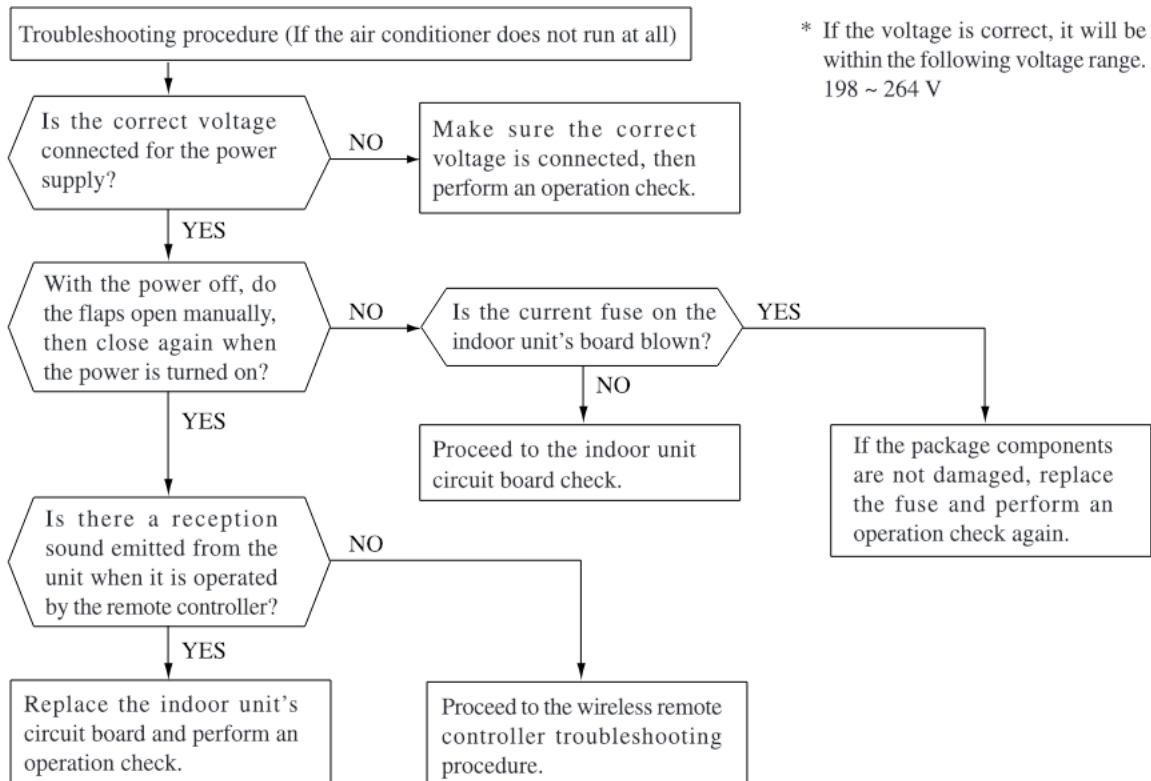 Troubleshooting procedure (If the air conditioner does not run at all)
* If the voltage is correct, it will be
within the following voltage range.
198 ~ 264 V
Is the correct voltage
connected for the power
supply?
NO
Make sure the correct
voltage is connected, then
perform an operation check.
YES
With the power off, do
the flaps open manually,
then close again when
the power is turned on?
NO
Is the current fuse on the
indoor unit's board blown?
YES
NO
YES
Proceed to the indoor unit
circuit board check.
If the package components
are not damaged, replace
the fuse and perform an
operation check again.
Is there a reception
sound emitted from the
unit when it is operated
by the remote controller?
NO
YES
Replace the indoor unit's
circuit board and perform an
operation check.
Proceed to the wireless remote
controller troubleshooting
procedure.